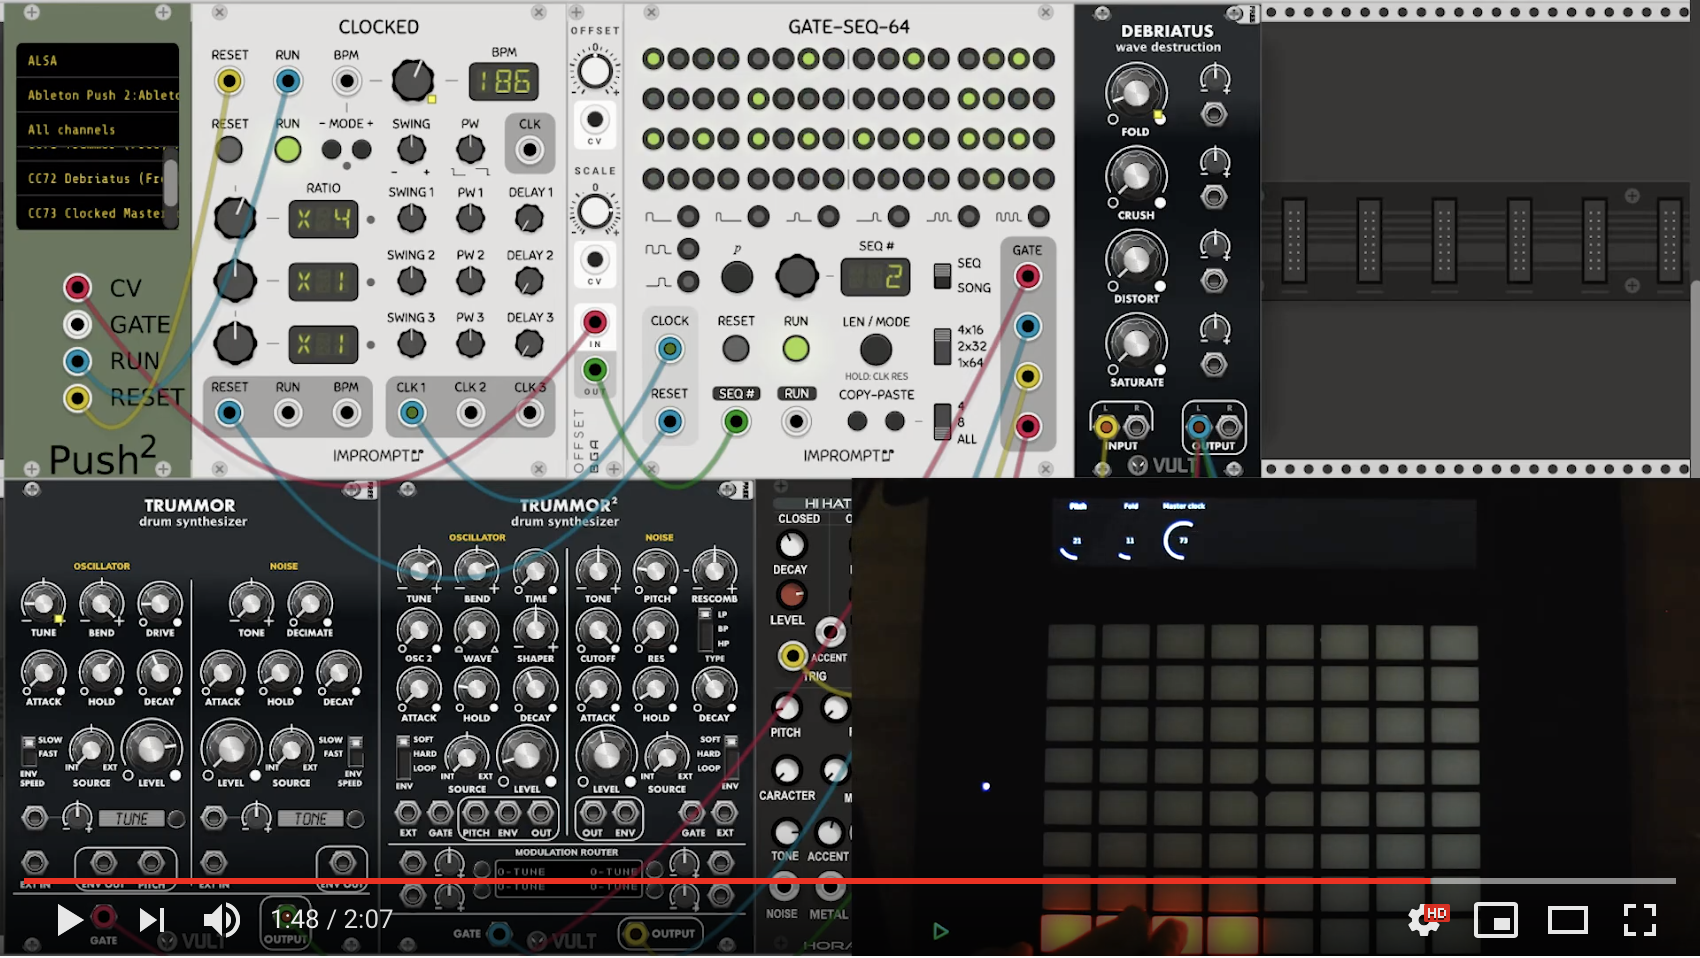 ALSA
Ableton Push 2:Ableto
All channels
CC72 Debriatus (Fr
CC73 Clocked Maste
CV
GATE
RUN
RESET
Push2
CLOCKED
RESET RUN BPM BPM
186
RESET RUN - MODE + SWING PW CLK
RATIO SWING 1 PW 1 DELAY 1
X 4
SWING 2 PW 2 DELAY 2
X 1
SWING 3 PW 3 DELAY 3
X 1
RESET RUN BPM CLK 1 CLK 2 CLK 3
IMPROMPTU
OFFSET
0
CV
SCALE
0
CV
IN
OUT
OFFSET
BGA
GATE-SEQ-64
p SEQ # GATE
2
SEQ
SONG
CLOCK RESET RUN LEN / MODE
4x16
2x32
1x64
HOLD: CLK RES
RESET SEQ # RUN COPY-PASTE
4
8
ALL
IMPROMPTU
FREE
DEBRIATUS
wave destruction
FOLD
CRUSH
DISTORT
SATURATE
L R L R
INPUT OUTPUT
VULT
FREE
TRUMMOR
drum synthesizer
OSCILLATOR NOISE
TUNE BEND DRIVE TONE DECIMATE
ATTACK HOLD DECAY ATTACK HOLD DECAY
SLOW
FAST
ENV
SPEED
INT EXT
SOURCE LEVEL LEVEL
INT EXT
SOURCE
SLOW
FAST
ENV
SPEED
TUNE TONE
EXT IN ENV OUT PITCH EXT IN ENV OUT
GATE VULT OUTPUT
FREE
TRUMMOR2
drum synthesizer
OSCILLATOR NOISE
TUNE BEND TIME TONE PITCH RESCOMB
LP
BP
HP
OSC 2 WAVE SHAPER CUTOFF RES TYPE
ATTACK HOLD DECAY ATTACK HOLD DECAY
SOFT
HARD
LOOP
ENV
INT EXT
SOURCE LEVEL LEVEL
INT EXT
SOURCE
SOFT
HARD
LOOP
ENV
EXT GATE PITCH ENV OUT OUT ENV GATE EXT
MODULATION ROUTER
0-TUNE 0-TUNE
0-TUNE 0-TUNE
GATE VULT OUTPUT
HI HAT
CLOSED
DECAY
LEVEL
ACCENT
TRIG
PITCH
CARACTER
TONE ACCENT
NOISE METAL
Pitch Fold Master clock
21 11 73
1:48 / 2:07
HD